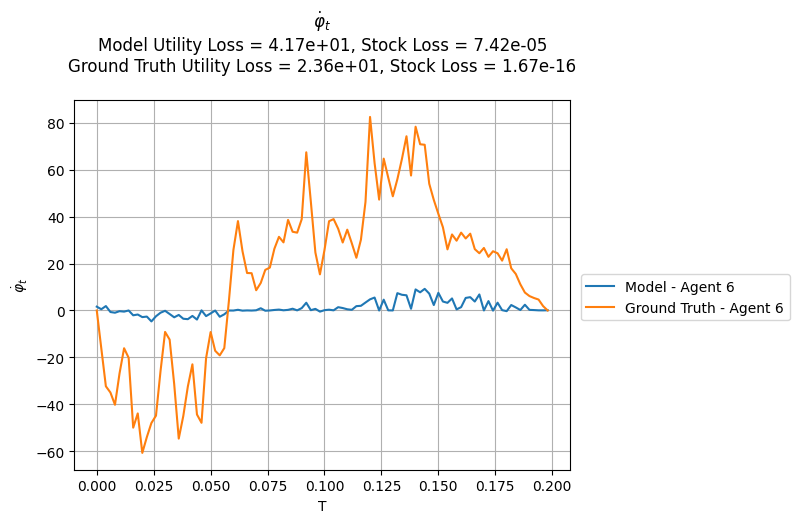 φ̇ₜ
Model Utility Loss = 4.17e+01, Stock Loss = 7.42e-05
Ground Truth Utility Loss = 2.36e+01, Stock Loss = 1.67e-16
80
60
40
20
0
−20
−40
−60
φ̇ₜ
0.000
0.025
0.050
0.075
0.100
0.125
0.150
0.175
0.200
T
Model - Agent 6
Ground Truth - Agent 6